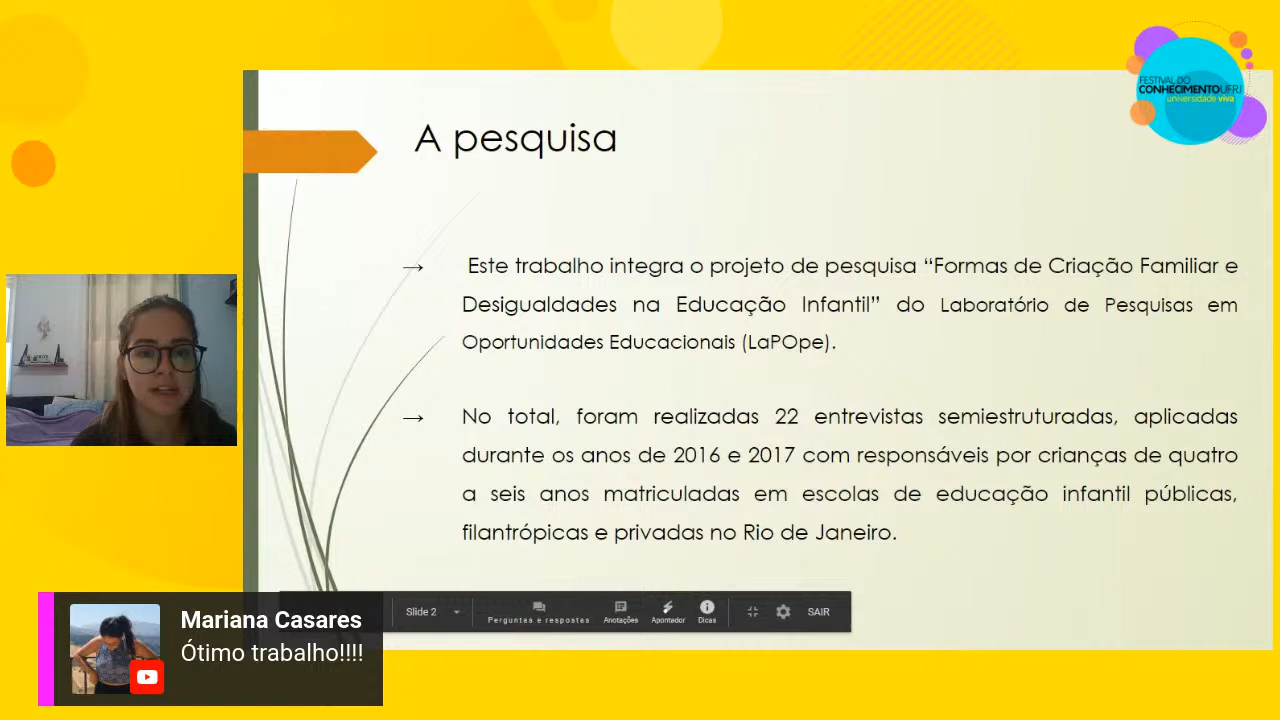 FESTIVAL DO
CONHECIMENTO UFRJ
universidade viva
A pesquisa
→ Este trabalho integra o projeto de pesquisa “Formas de Criação Familiar e
Desigualdades na Educação Infantil” do Laboratório de Pesquisas em
Oportunidades Educacionais (LaPOpe).
→ No total, foram realizadas 22 entrevistas semiestruturadas, aplicadas
durante os anos de 2016 e 2017 com responsáveis por crianças de quatro
a seis anos matriculadas em escolas de educação infantil públicas,
filantrópicas e privadas no Rio de Janeiro.
Slide 2
Perguntas e respostas
Anotações
Apontador
Dicas
SAIR
Mariana Casares
Ótimo trabalho!!!!